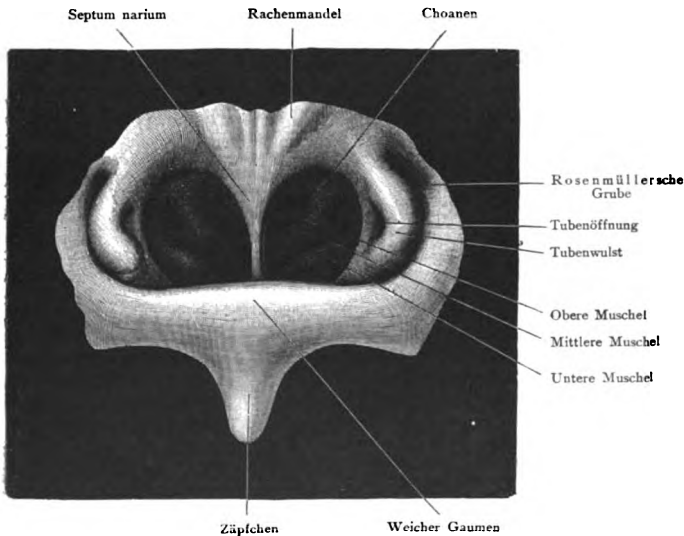 Septum narium
Rachenmandel
Choanen
Rosenmüllersche
Grube
Tubenöffnung
Tubenwulst
Obere Muschel
Mittlere Muschel
Untere Muschel
Zäpfchen
Weicher Gaumen